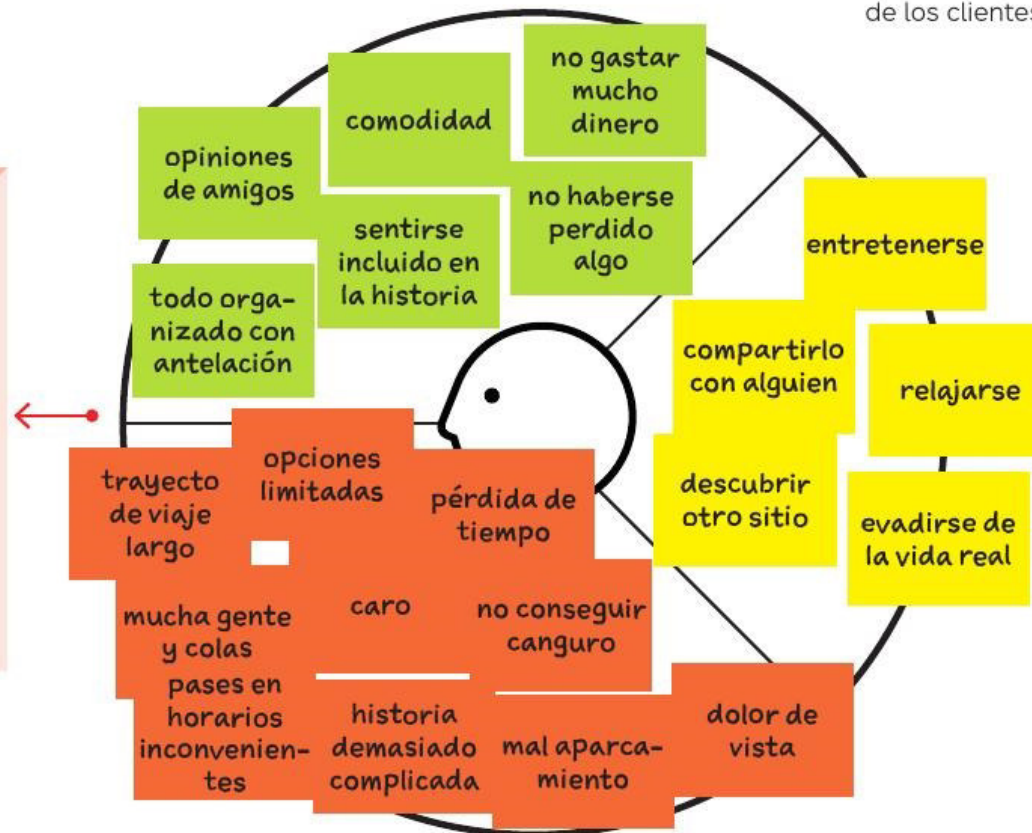 de los clientes
no gastar
mucho
dinero
comodidad
opiniones
de amigos
no haberse
perdido
algo
sentirse
incluido en
la historia
todo orga-
nizado con
antelación
entretenerse
compartirlo
con alguien
relajarse
descubrir
otro sitio
evadirse de
la vida real
opciones
limitadas
trayecto
de viaje
largo
pérdida de
tiempo
caro
no conseguir
canguro
mucha gente
y colas
pases en
horarios
inconvenien-
tes
historia
demasiado
complicada
mal aparca-
miento
dolor de
vista